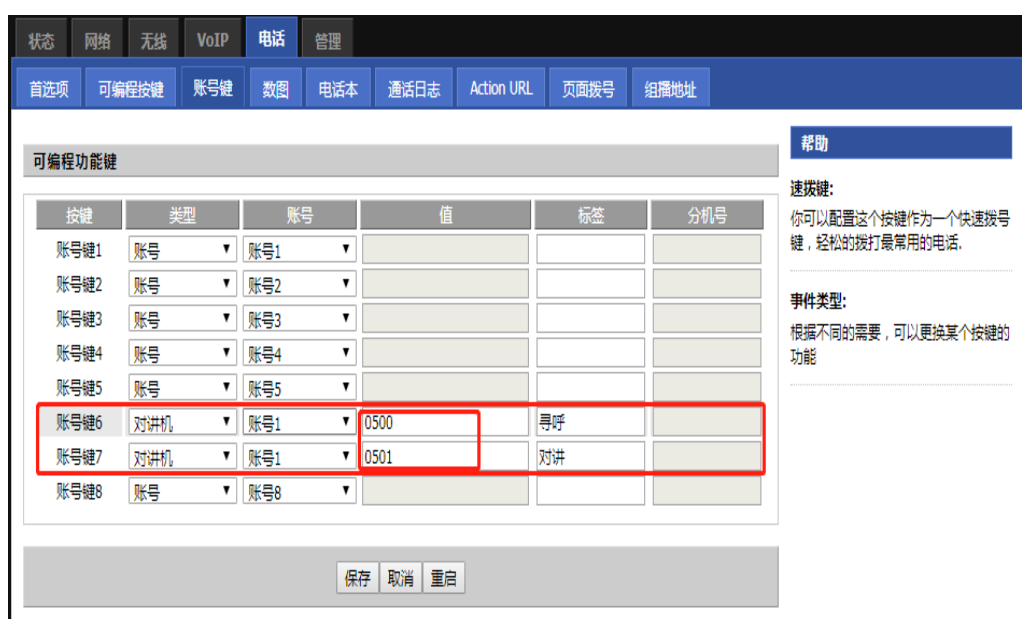 状态 网络 无线 VoIP 电话 管理
首选项 可编程按键 账号键 数图 电话本 通话日志 Action URL 页面拨号 组播地址
可编程功能键
按键 类型 账号 值 标签 分机号
账号键1 账号 账号1
账号键2 账号 账号2
账号键3 账号 账号3
账号键4 账号 账号4
账号键5 账号 账号5
账号键6 对讲机 账号1 0500 寻呼
账号键7 对讲机 账号1 0501 对讲
账号键8 账号 账号8
保存 取消 重启
帮助
速拨键:
你可以配置这个按键作为一个快速拨号
键，轻松的拨打最常用的电话.
事件类型:
根据不同的需要，可以更换某个按键的
功能